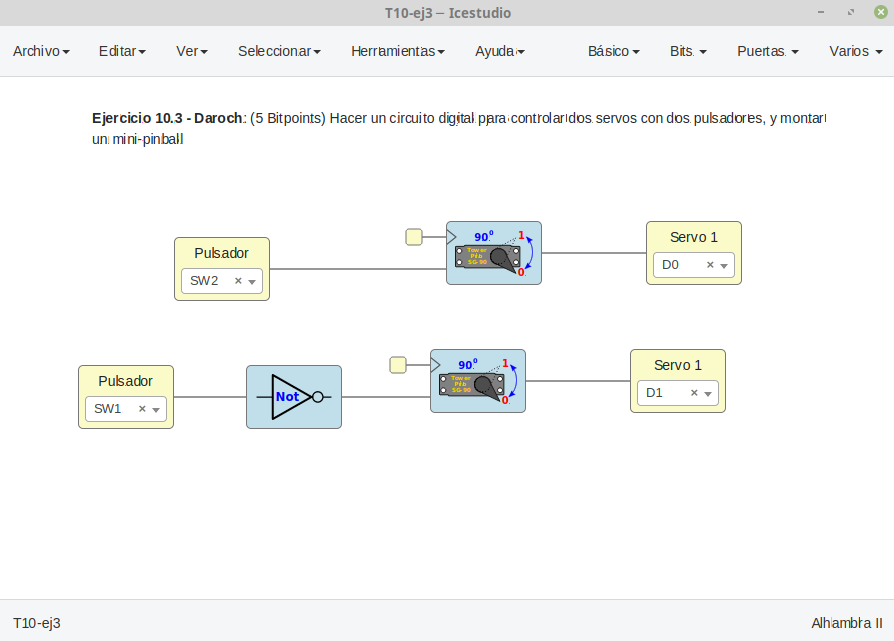 T10-ej3 – Icestudio
Archivo Editar Ver Seleccionar Herramientas Ayuda Básico Bits Puertas Varios
Ejercicio 10.3 - Daroch: (5 Bitpoints) Hacer un circuito digital para controlar dos servos con dos pulsadores, y montar
un mini-pinball
Pulsador
SW2 ×
90º
1
Tower
Pro
SG-90
0
Servo 1
D0 ×
Pulsador
SW1 ×
Not
90º
1
Tower
Pro
SG-90
0
Servo 1
D1 ×
T10-ej3
Alhambra II